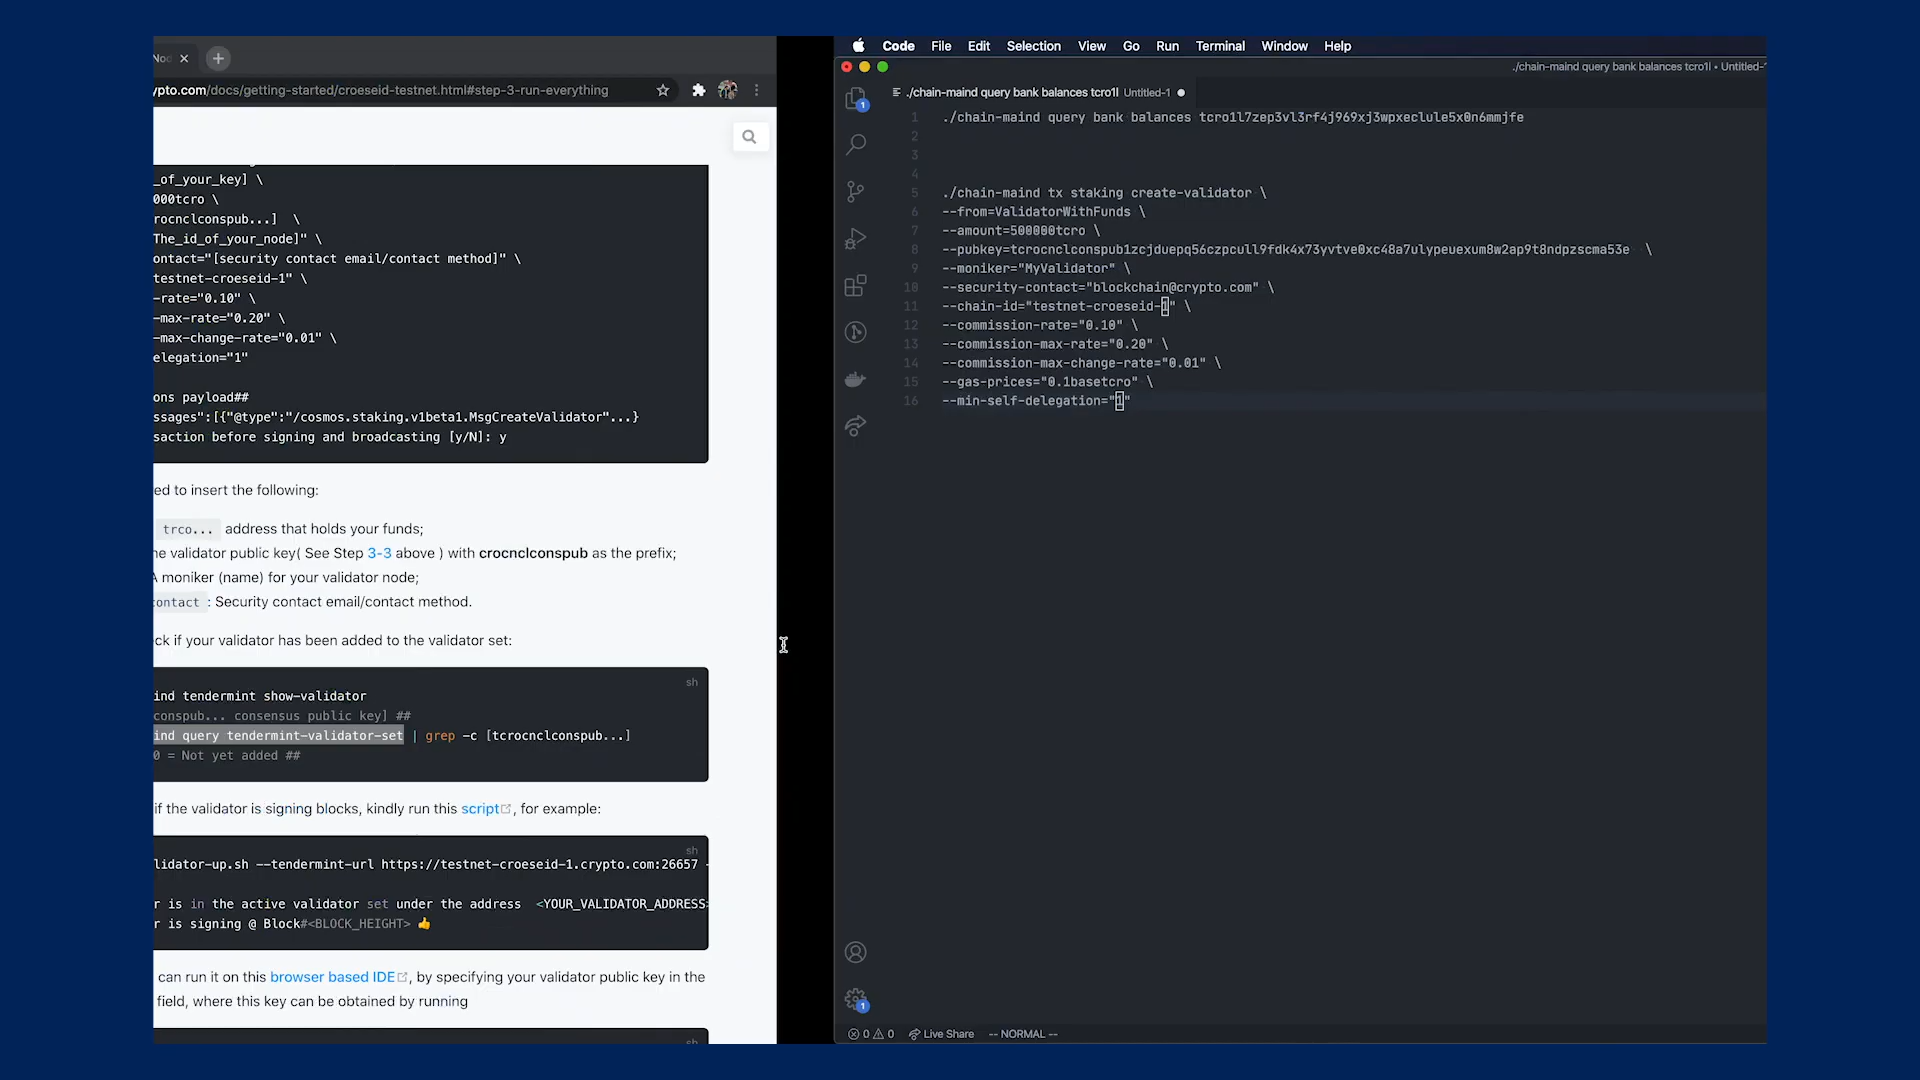 ypto.com/docs/getting-started/croeseid-testnet.html#step-3-run-everything
_of_your_key] \
000tcro \
rocnclconspub...]  \
The_id_of_your_node]" \
ontact="[security contact email/contact method]" \
testnet-croeseid-1" \
-rate="0.10" \
-max-rate="0.20" \
-max-change-rate="0.01" \
elegation="1"
ons payload##
ssages":[{"@type":"/cosmos.staking.v1beta1.MsgCreateValidator"...}
saction before signing and broadcasting [y/N]: y
ed to insert the following:
trco... address that holds your funds;
ne validator public key( See Step 3-3 above ) with crocnclconspub as the prefix;
A moniker (name) for your validator node;
contact : Security contact email/contact method.
ck if your validator has been added to the validator set:
sh
ind tendermint show-validator
conspub... consensus public key] ##
ind query tendermint-validator-set | grep -c [tcrocnclconspub...]
0 = Not yet added ##
if the validator is signing blocks, kindly run this script, for example:
sh
lidator-up.sh --tendermint-url https://testnet-croeseid-1.crypto.com:26657 -
r is in the active validator set under the address  <YOUR_VALIDATOR_ADDRESS>
r is signing @ Block#<BLOCK_HEIGHT> 👍
can run it on this browser based IDE, by specifying your validator public key in the
field, where this key can be obtained by running
sh
Code File Edit Selection View Go Run Terminal Window Help
./chain-maind query bank balances tcro1l • Untitled-1
./chain-maind query bank balances tcro1l Untitled-1 ●
1 ./chain-maind query bank balances tcro1l7zep3vl3rf4j969xj3wpxeclule5x0n6mmjfe
2
3
4
5 ./chain-maind tx staking create-validator \
6 --from=ValidatorWithFunds \
7 --amount=500000tcro \
8 --pubkey=tcrocnclconspub1zcjduepq56czpcull9fdk4x73yvtve0xc48a7ulypeuexum8w2ap9t8ndpzscma53e  \
9 --moniker="MyValidator" \
10 --security-contact="blockchain@crypto.com" \
11 --chain-id="testnet-croeseid-1" \
12 --commission-rate="0.10" \
13 --commission-max-rate="0.20" \
14 --commission-max-change-rate="0.01" \
15 --gas-prices="0.1basetcro" \
16 --min-self-delegation="1"
1
1
0 0 Live Share -- NORMAL --